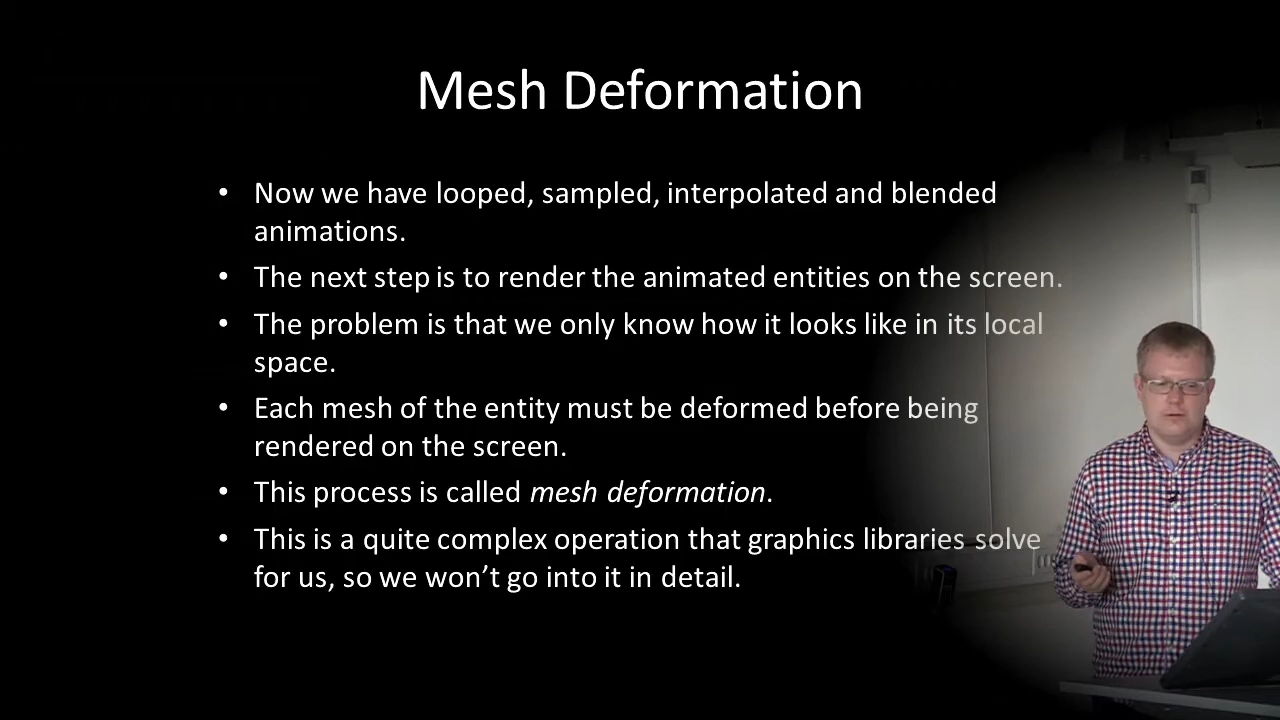 Mesh Deformation
• Now we have looped, sampled, interpolated and blended
animations.
• The next step is to render the animated entities on the screen.
• The problem is that we only know how it looks like in its local
space.
• Each mesh of the entity must be deformed before being
rendered on the screen.
• This process is called mesh deformation.
• This is a quite complex operation that graphics libraries solve
for us, so we won’t go into it in detail.